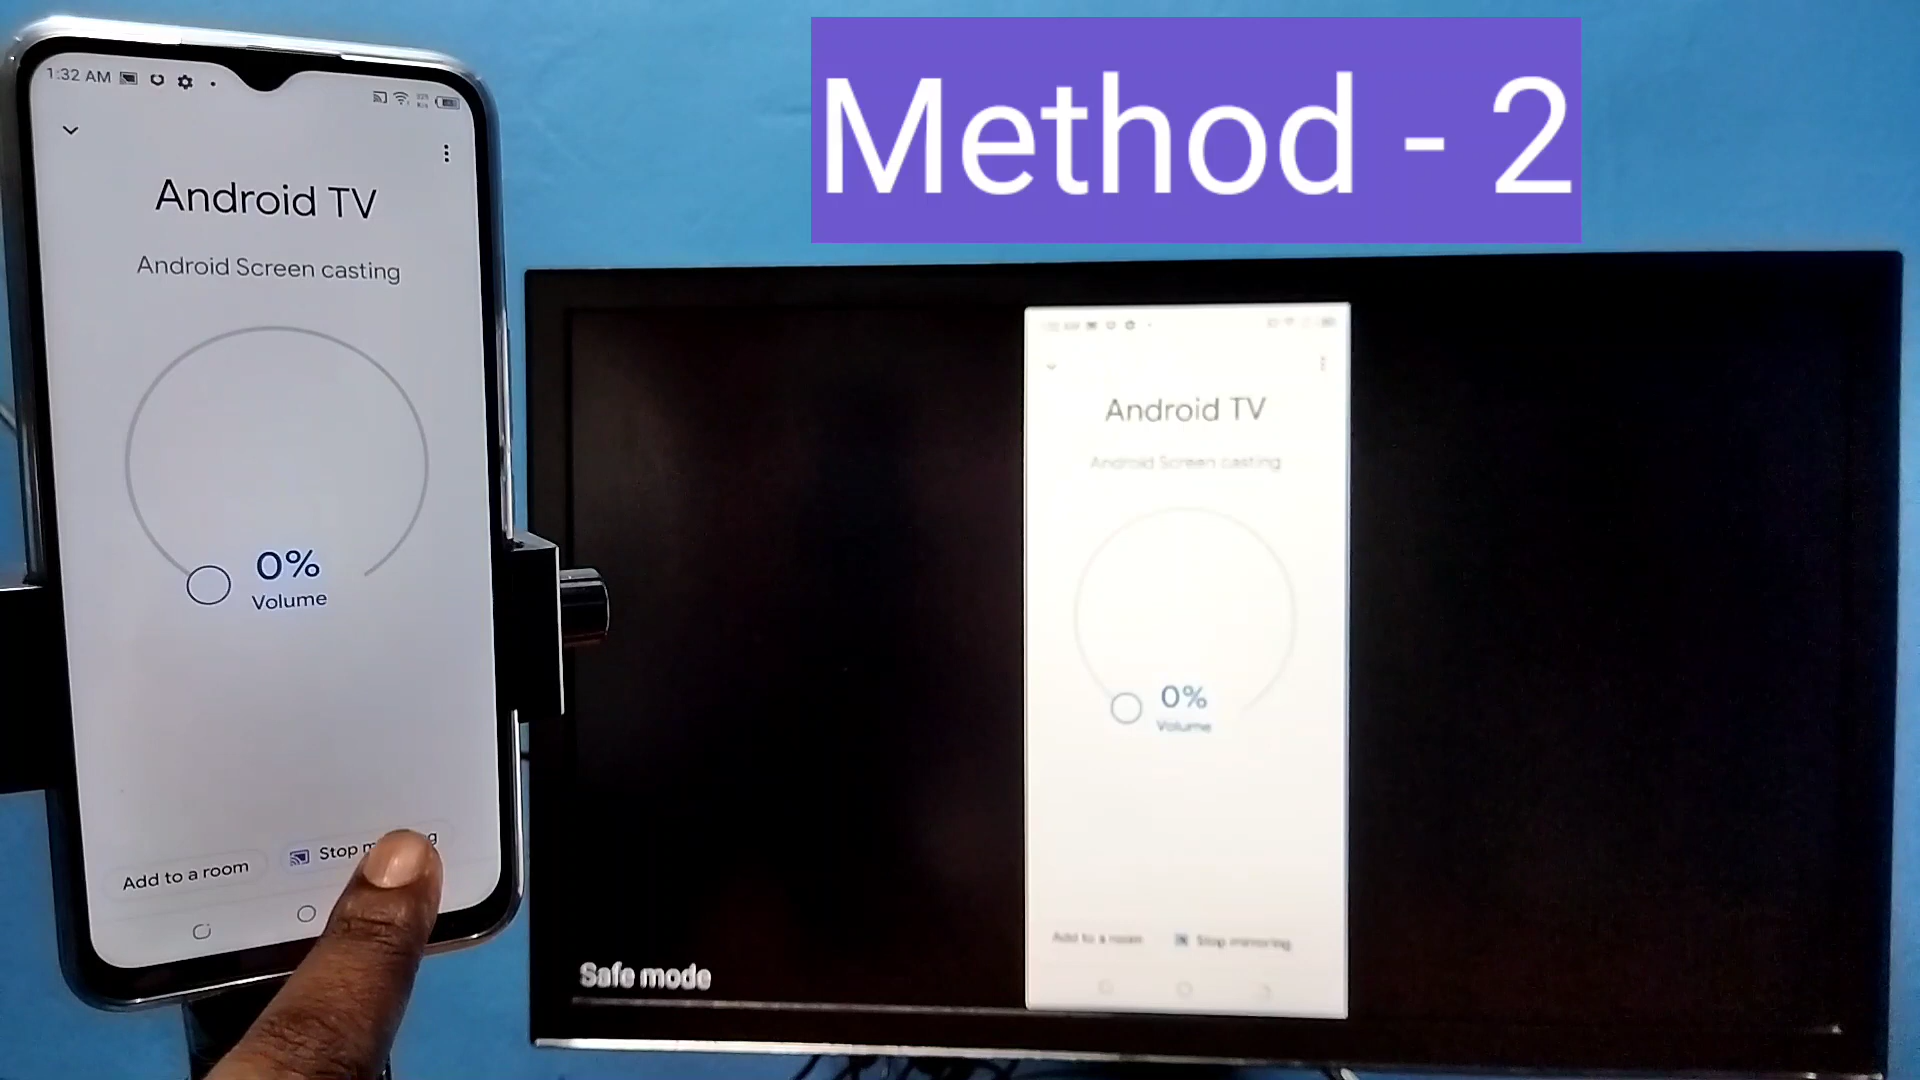 Method - 2
1:32 AM
Android TV
Android Screen casting
0%
Volume
Add to a room
Stop m g
Android TV
Android Screen casting
0%
Volume
Add to a room
Stop mirroring
Safe mode